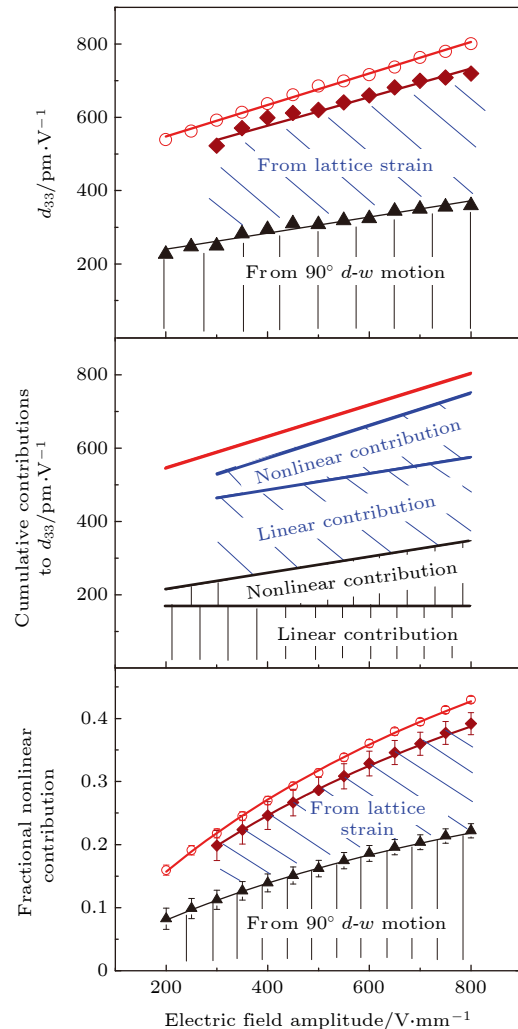 800
600
400
200
d33/pm·V−1
From lattice strain
From 90° d-w motion
800
600
400
200
Cumulative contributions
to d33/pm·V−1
Nonlinear contribution
Linear contribution
Nonlinear contribution
Linear contribution
0.4
0.3
0.2
0.1
0
Fractional nonlinear
contribution
From lattice
strain
From 90° d-w motion
200 400 600 800
Electric field amplitude/V·mm−1